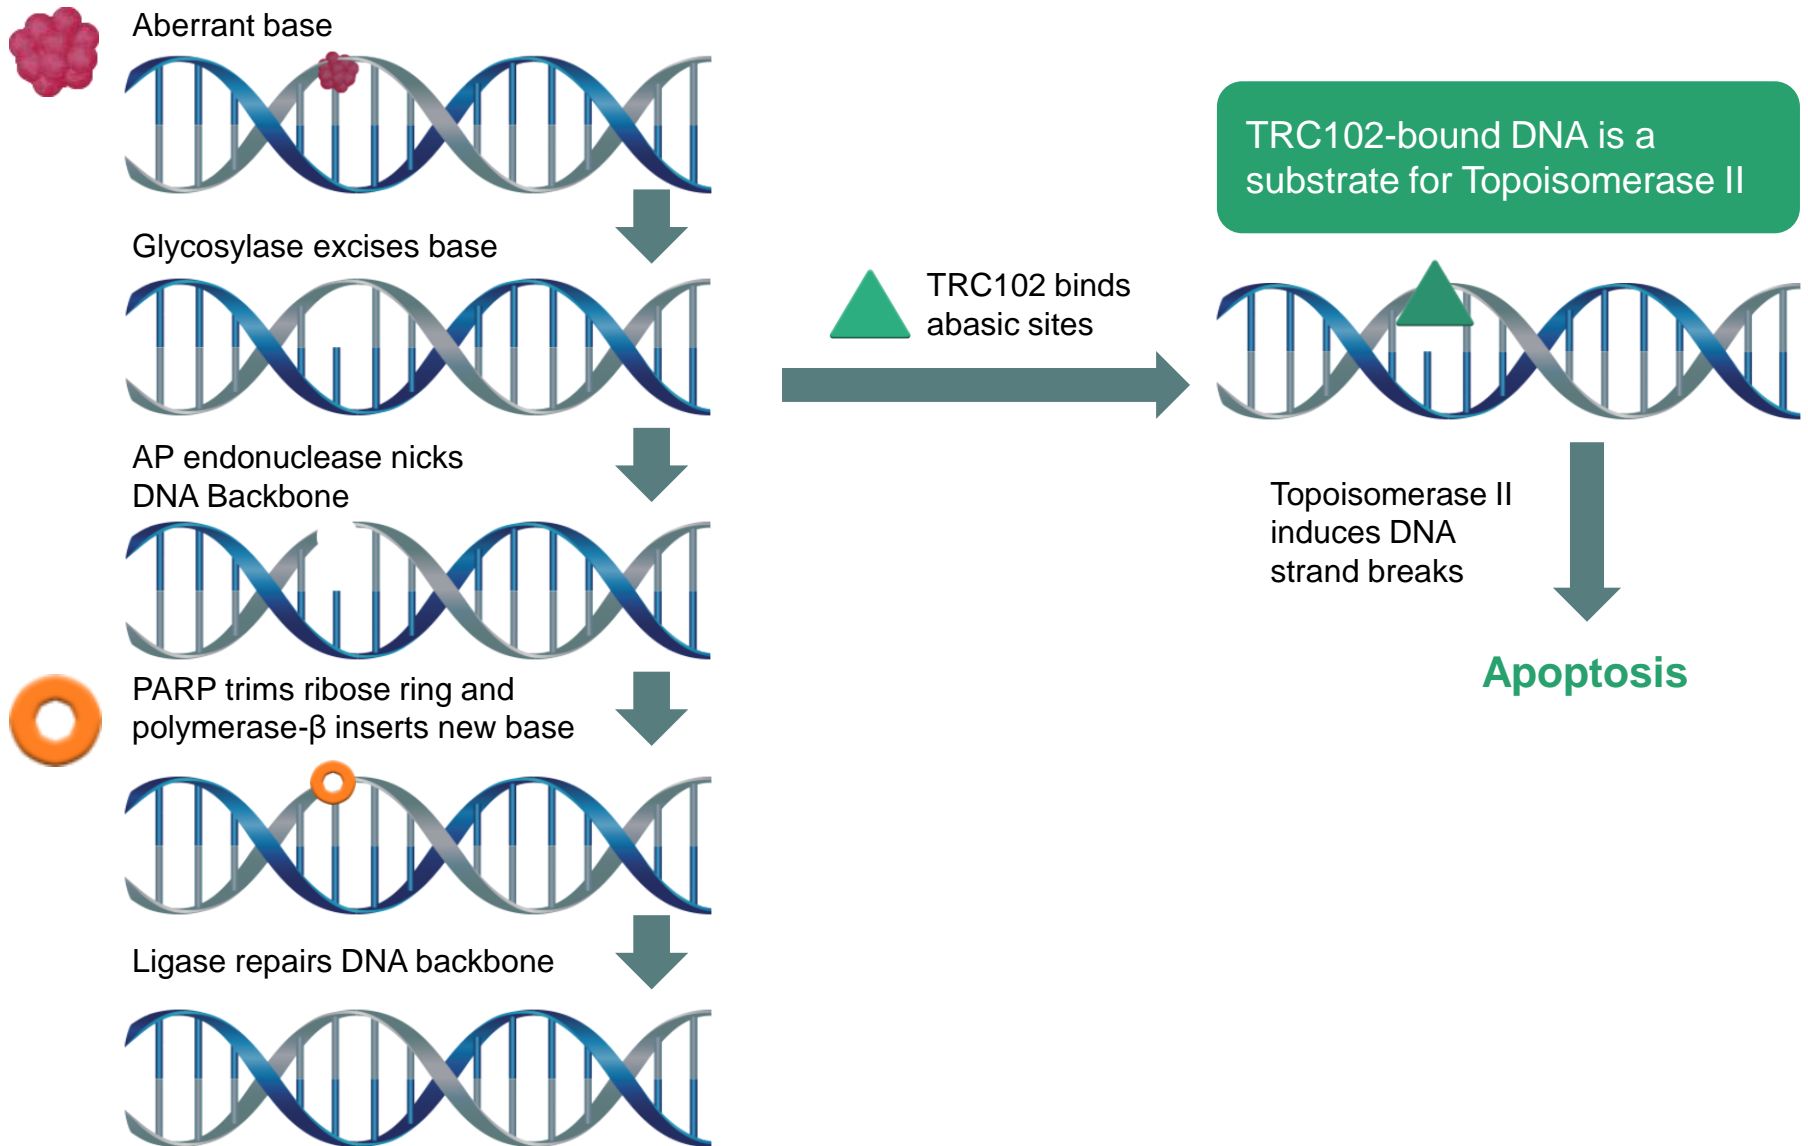 Aberrant base
Glycosylase excises base
AP endonuclease nicks
DNA Backbone
PARP trims ribose ring and
polymerase-β inserts new base
Ligase repairs DNA backbone
TRC102 binds
abasic sites
TRC102-bound DNA is a
substrate for Topoisomerase II
Topoisomerase II
induces DNA
strand breaks
Apoptosis